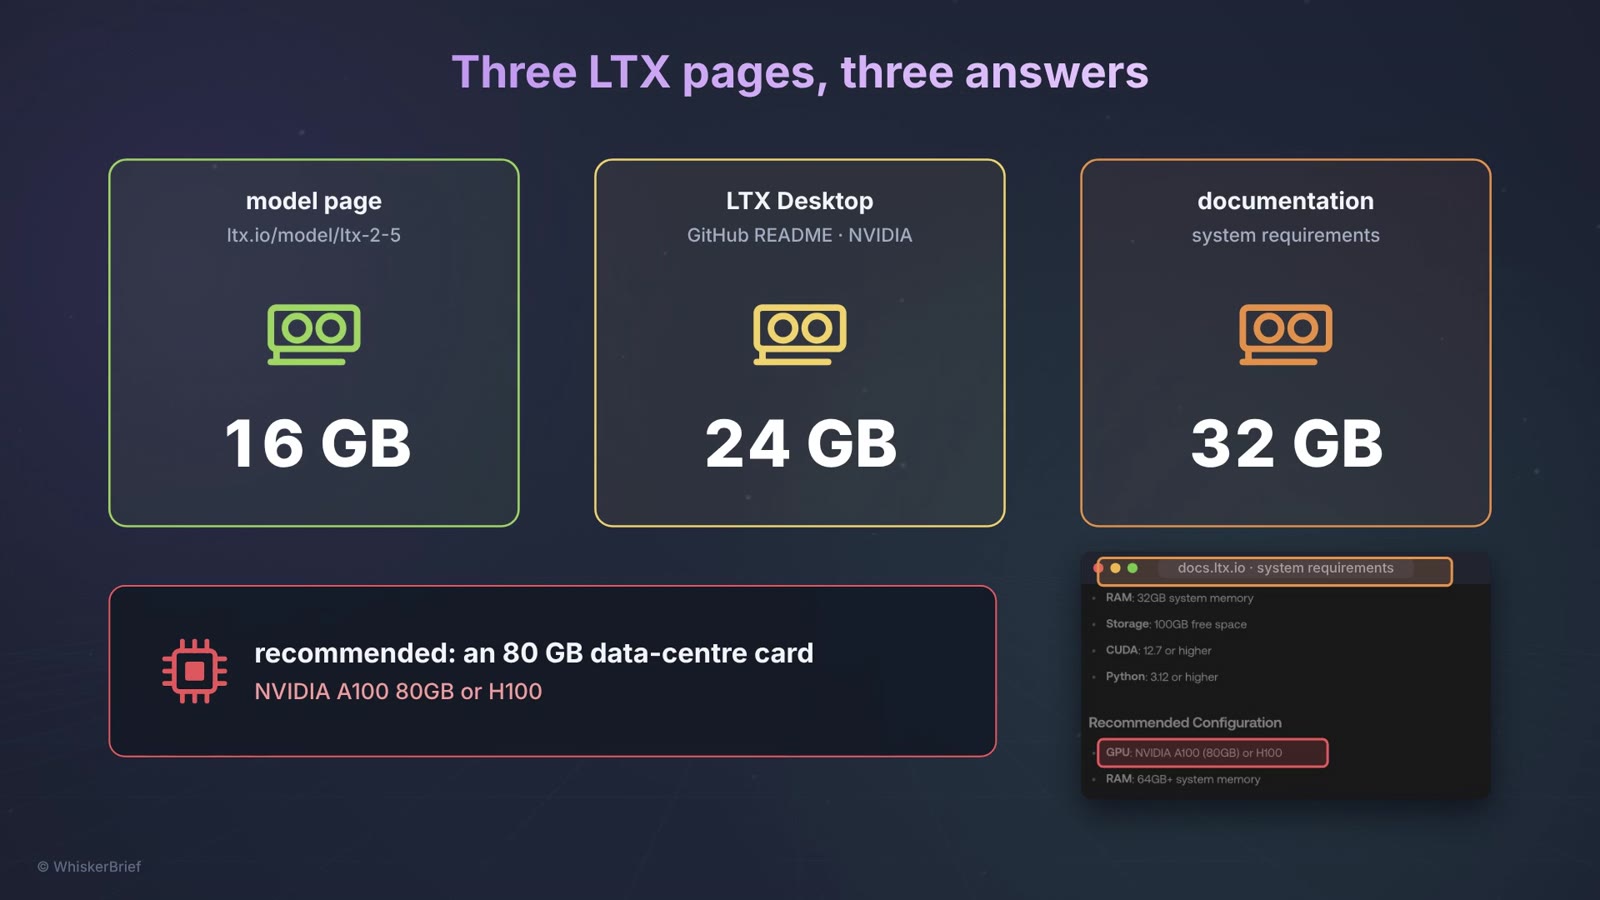 Three LTX pages, three answers
model page
ltx.io/model/ltx-2-5
16 GB
LTX Desktop
GitHub README · NVIDIA
24 GB
documentation
system requirements
32 GB
recommended: an 80 GB data-centre card
NVIDIA A100 80GB or H100
docs.ltx.io · system requirements
• RAM: 32GB system memory
• Storage: 100GB free space
• CUDA: 12.7 or higher
• Python: 3.12 or higher
Recommended Configuration
• GPU: NVIDIA A100 (80GB) or H100
• RAM: 64GB+ system memory
© WhiskerBrief